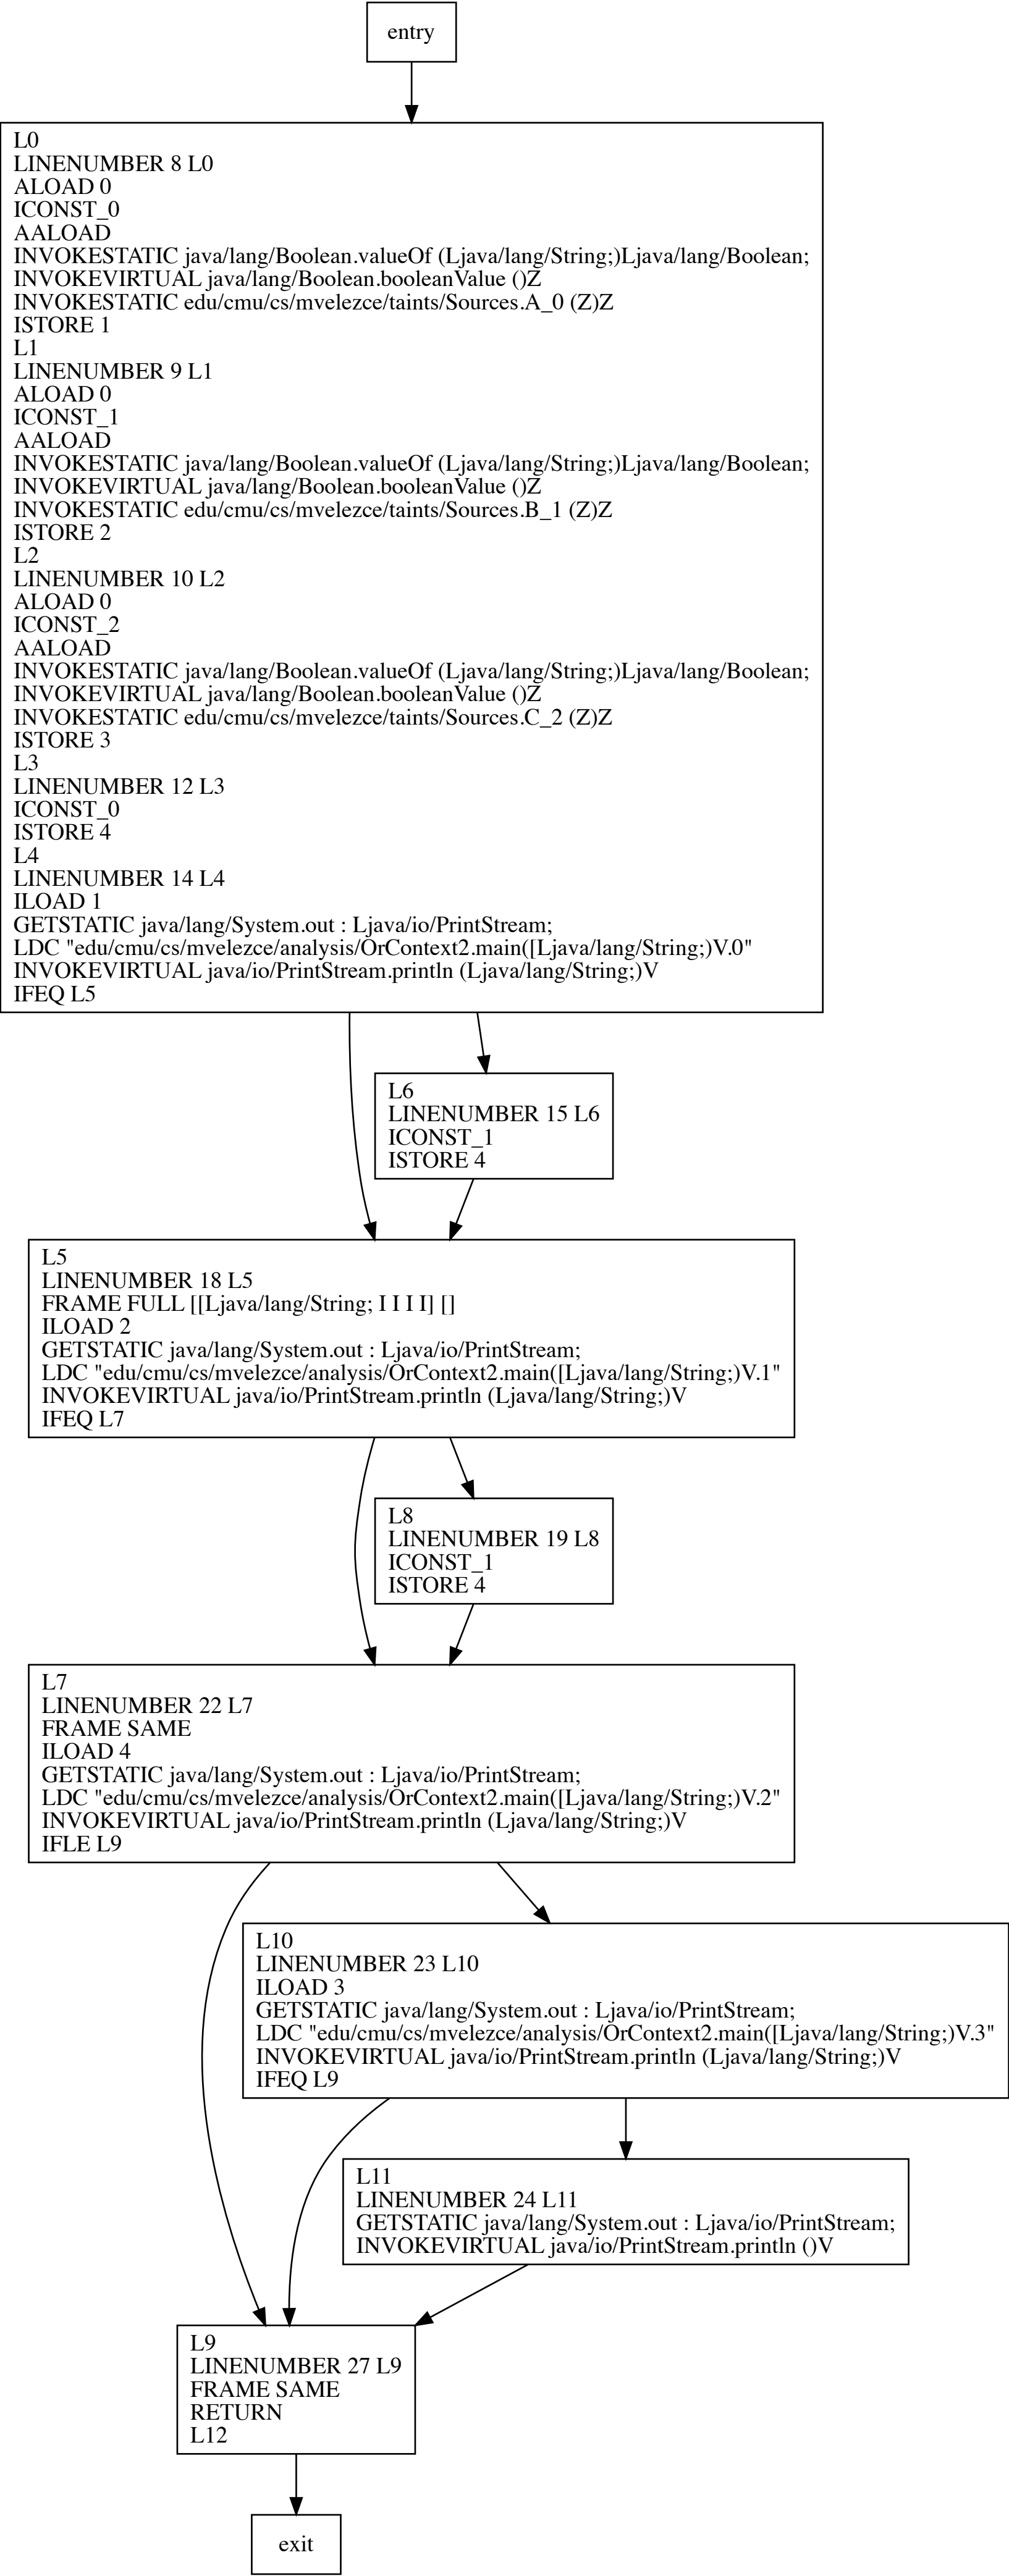 entry
L0
LINENUMBER 8 L0
ALOAD 0
ICONST_0
AALOAD
INVOKESTATIC java/lang/Boolean.valueOf (Ljava/lang/String;)Ljava/lang/Boolean;
INVOKEVIRTUAL java/lang/Boolean.booleanValue ()Z
INVOKESTATIC edu/cmu/cs/mvelezce/taints/Sources.A_0 (Z)Z
ISTORE 1
L1
LINENUMBER 9 L1
ALOAD 0
ICONST_1
AALOAD
INVOKESTATIC java/lang/Boolean.valueOf (Ljava/lang/String;)Ljava/lang/Boolean;
INVOKEVIRTUAL java/lang/Boolean.booleanValue ()Z
INVOKESTATIC edu/cmu/cs/mvelezce/taints/Sources.B_1 (Z)Z
ISTORE 2
L2
LINENUMBER 10 L2
ALOAD 0
ICONST_2
AALOAD
INVOKESTATIC java/lang/Boolean.valueOf (Ljava/lang/String;)Ljava/lang/Boolean;
INVOKEVIRTUAL java/lang/Boolean.booleanValue ()Z
INVOKESTATIC edu/cmu/cs/mvelezce/taints/Sources.C_2 (Z)Z
ISTORE 3
L3
LINENUMBER 12 L3
ICONST_0
ISTORE 4
L4
LINENUMBER 14 L4
ILOAD 1
GETSTATIC java/lang/System.out : Ljava/io/PrintStream;
LDC "edu/cmu/cs/mvelezce/analysis/OrContext2.main([Ljava/lang/String;)V.0"
INVOKEVIRTUAL java/io/PrintStream.println (Ljava/lang/String;)V
IFEQ L5
L6
LINENUMBER 15 L6
ICONST_1
ISTORE 4
L5
LINENUMBER 18 L5
FRAME FULL [[Ljava/lang/String; I I I I] []
ILOAD 2
GETSTATIC java/lang/System.out : Ljava/io/PrintStream;
LDC "edu/cmu/cs/mvelezce/analysis/OrContext2.main([Ljava/lang/String;)V.1"
INVOKEVIRTUAL java/io/PrintStream.println (Ljava/lang/String;)V
IFEQ L7
L8
LINENUMBER 19 L8
ICONST_1
ISTORE 4
L7
LINENUMBER 22 L7
FRAME SAME
ILOAD 4
GETSTATIC java/lang/System.out : Ljava/io/PrintStream;
LDC "edu/cmu/cs/mvelezce/analysis/OrContext2.main([Ljava/lang/String;)V.2"
INVOKEVIRTUAL java/io/PrintStream.println (Ljava/lang/String;)V
IFLE L9
L10
LINENUMBER 23 L10
ILOAD 3
GETSTATIC java/lang/System.out : Ljava/io/PrintStream;
LDC "edu/cmu/cs/mvelezce/analysis/OrContext2.main([Ljava/lang/String;)V.3"
INVOKEVIRTUAL java/io/PrintStream.println (Ljava/lang/String;)V
IFEQ L9
L11
LINENUMBER 24 L11
GETSTATIC java/lang/System.out : Ljava/io/PrintStream;
INVOKEVIRTUAL java/io/PrintStream.println ()V
L9
LINENUMBER 27 L9
FRAME SAME
RETURN
L12
exit